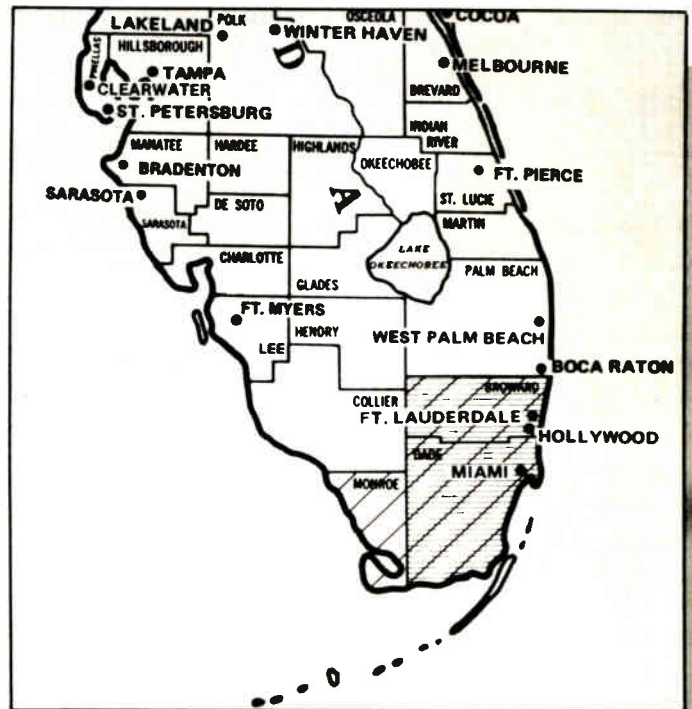 COCOA
LAKELAND
POLK
OSCEOLA
WINTER HAVEN
HILLSBOROUGH
PINELLAS
D
TAMPA
MELBOURNE
CLEARWATER
BREVARD
ST. PETERSBURG
INDIAN
RIVER
MANATEE
HARDEE
HIGHLANDS
OKEECHOBEE
BRADENTON
FT. PIERCE
SARASOTA
A
DE SOTO
ST. LUCIE
SARASOTA
MARTIN
LAKE
OKEECHOBEE
CHARLOTTE
PALM BEACH
GLADES
FT. MYERS
HENDRY
WEST PALM BEACH
LEE
BOCA RATON
COLLIER
BROWARD
FT. LAUDERDALE
HOLLYWOOD
DADE
MONROE
MIAMI